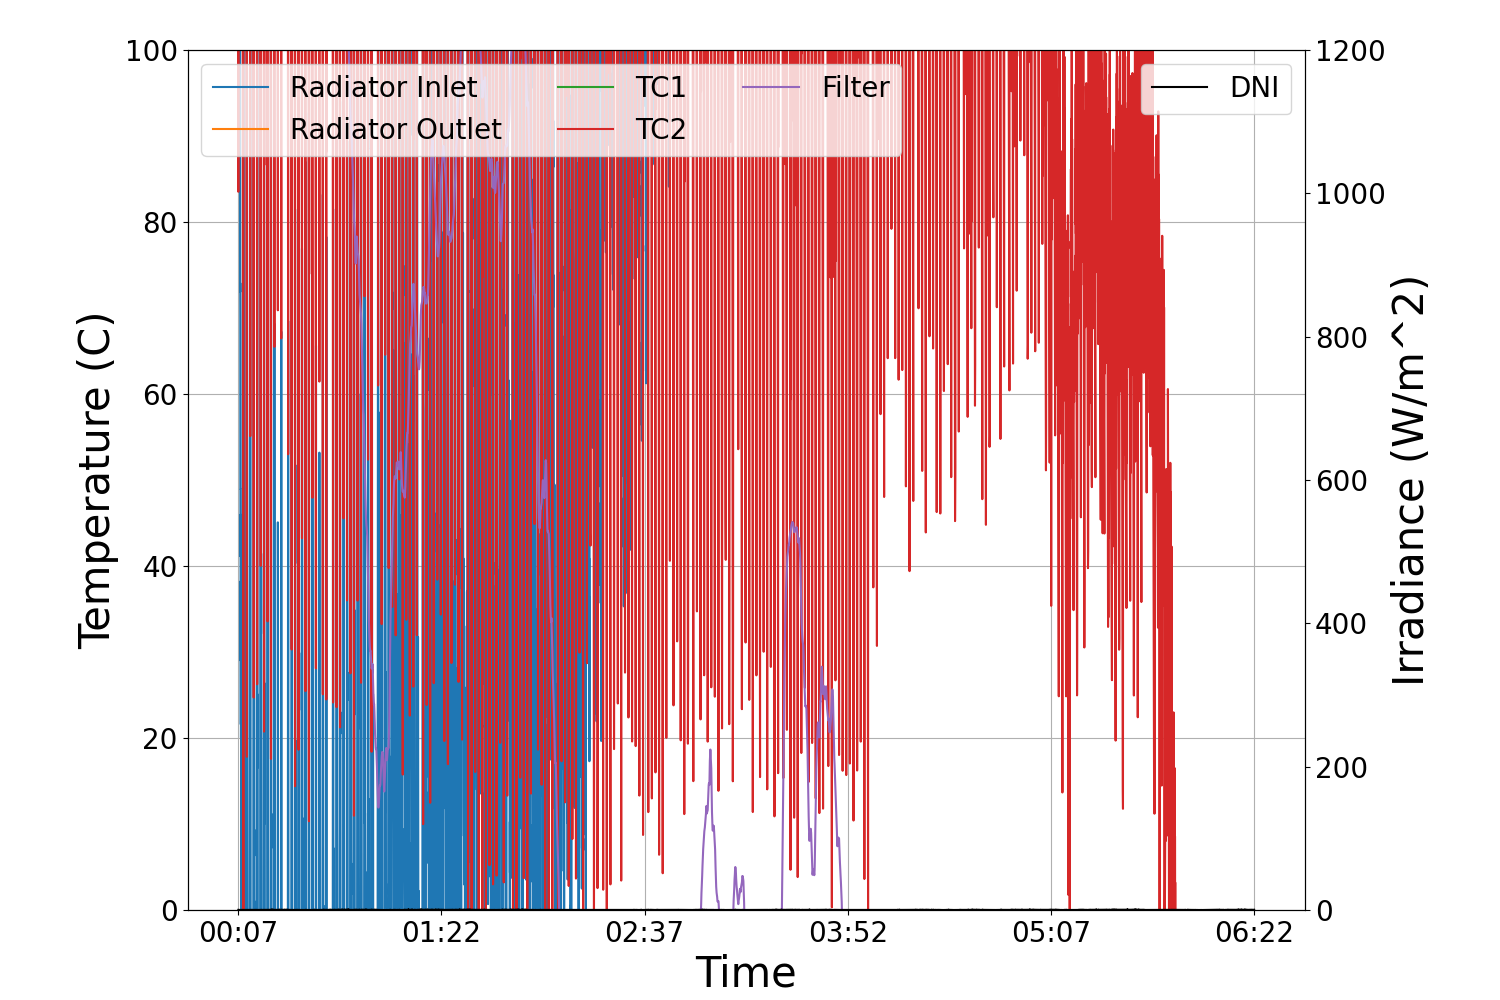 100
80
60
40
20
0
Temperature (C)
Radiator Inlet
Radiator Outlet
TC1
TC2
Filter
DNI
1200
1000
800
600
400
200
0
Irradiance (W/m^2)
00:07
01:22
02:37
03:52
05:07
06:22
Time